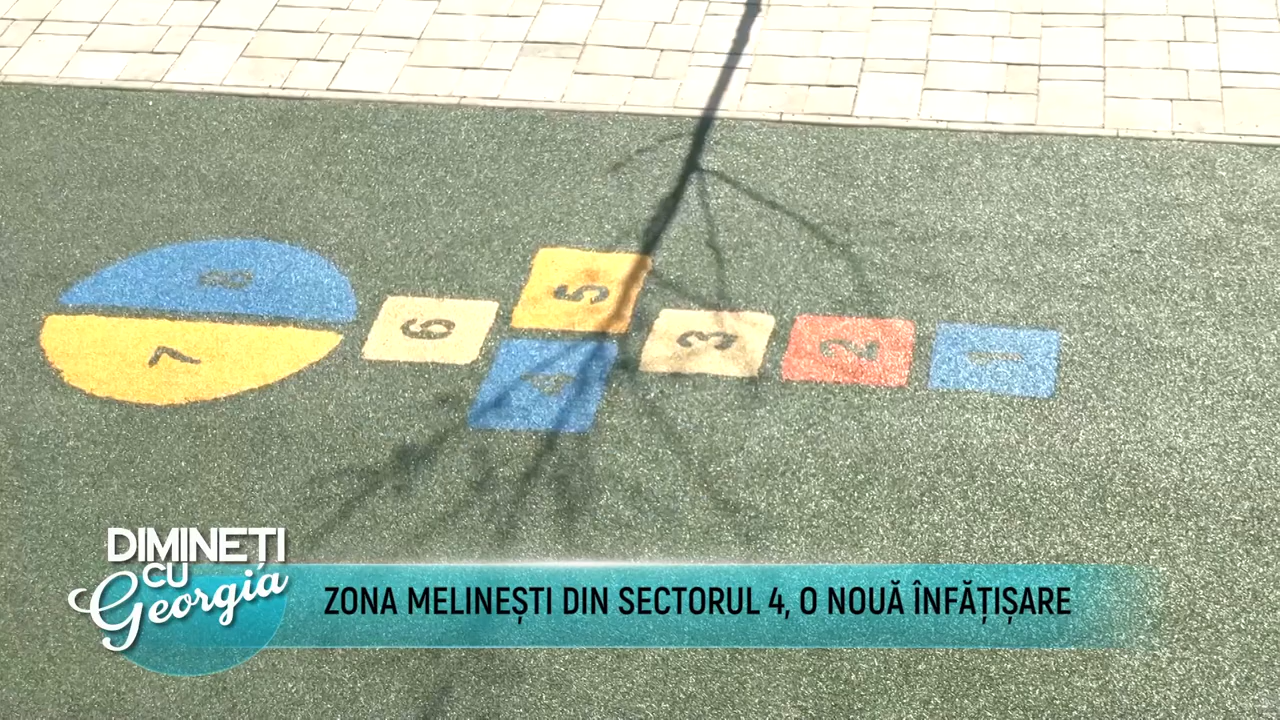 8
7
6
5
4
3
2
1
DIMINEȚI
CU
Georgia
ZONA MELINEȘTI DIN SECTORUL 4, O NOUĂ ÎNFĂȚIȘARE